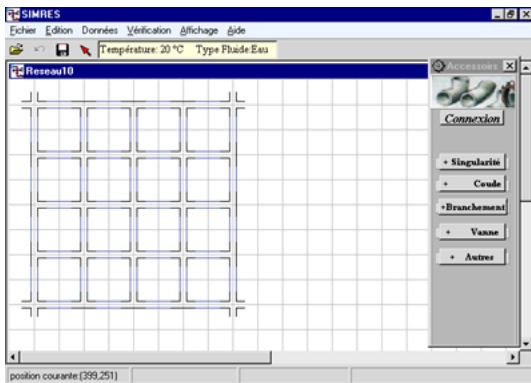 SIMRES
Fichier Edition Données Vérification Affichage Aide
Température: 20 °C Type Fluide:Eau
Reseau10
Accessoirs
Connexion
+ Singularité
+ Coude
+Branchement
+ Vanne
+ Autres
position courante:(399,251)